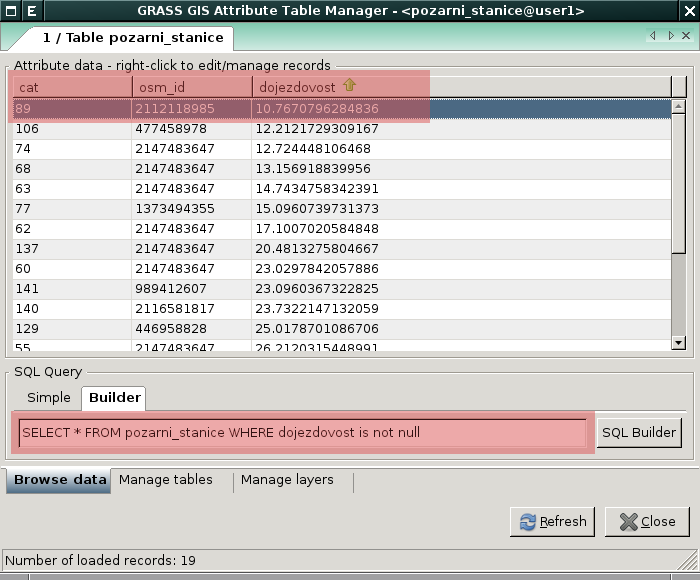 E GRASS GIS Attribute Table Manager - <pozarni_stanice@user1>
1 / Table pozarni_stanice
Attribute data - right-click to edit/manage records
cat osm_id dojezdovost
89 2112118985 10.7670796284836
106 477458978 12.2121729309167
74 2147483647 12.724448106468
68 2147483647 13.156918839956
63 2147483647 14.7434758342391
77 1373494355 15.0960739731373
62 2147483647 17.1007020584848
137 2147483647 20.4813275804667
60 2147483647 23.0297842057886
141 989412607 23.0960367322825
140 2116581817 23.7322147132059
129 446958828 25.0178701086706
55 2147483647 26.2120315448991
SQL Query
Simple Builder
SELECT * FROM pozarni_stanice WHERE dojezdovost is not null SQL Builder
Browse data Manage tables Manage layers
Refresh Close
Number of loaded records: 19